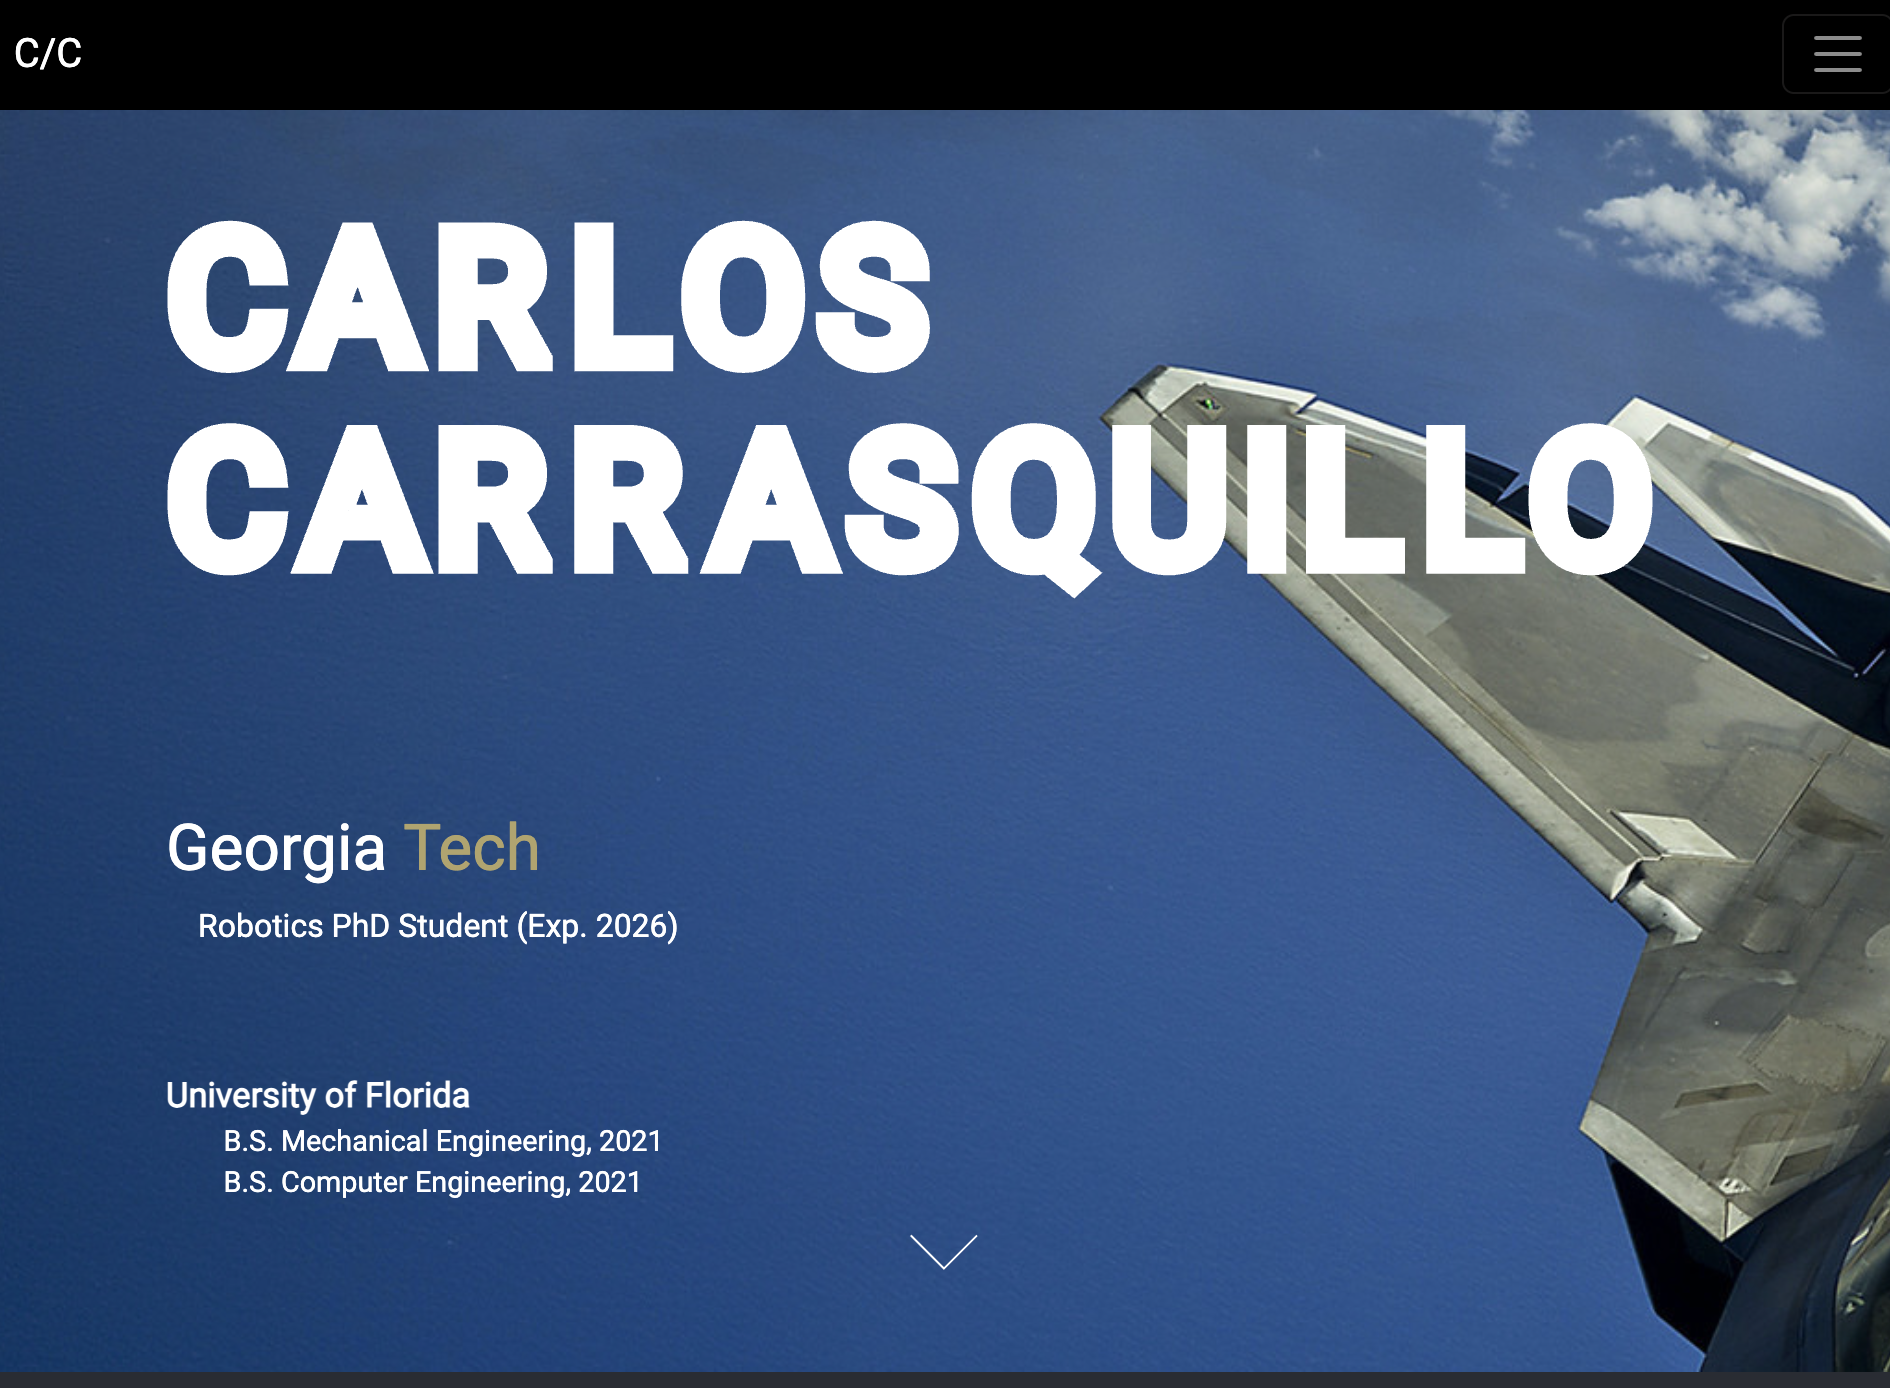 C/C
CARLOS
CARRASQUILLO
Georgia Tech
Robotics PhD Student (Exp. 2026)
University of Florida
B.S. Mechanical Engineering, 2021
B.S. Computer Engineering, 2021